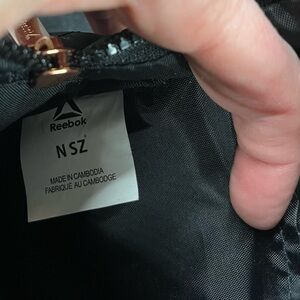 Reebok
N SZ
MADE IN CAMBODIA
FABRIQUE AU CAMBODGE